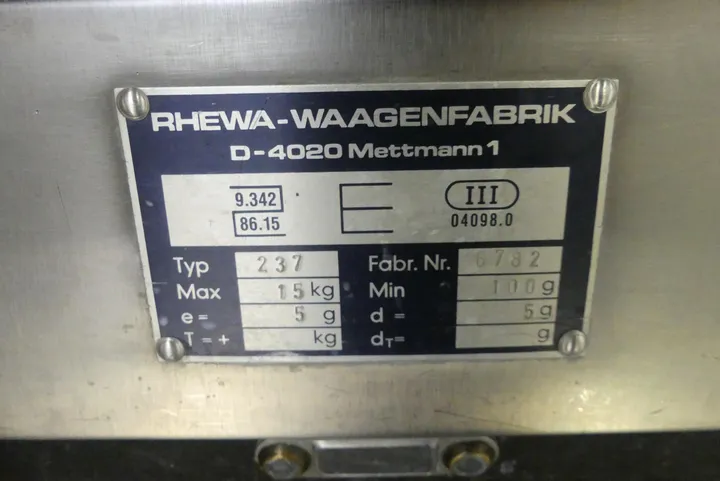 RHEWA-WAAGENFABRIK
D-4020 Mettmann 1
9.342
86.15
E
III
04098.0
Typ 237 Fabr. Nr. 6782
Max 15 kg Min 100 g
e= 5 g d= 5 g
T=+ kg dT= g